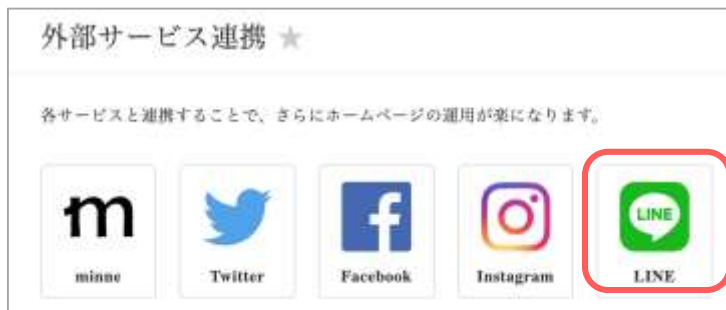 外部サービス連携 ★
各サービスと連携することで、さらにホームページの運用が楽になります。
m
LINE
minne
Twitter
Facebook
Instagram
LINE